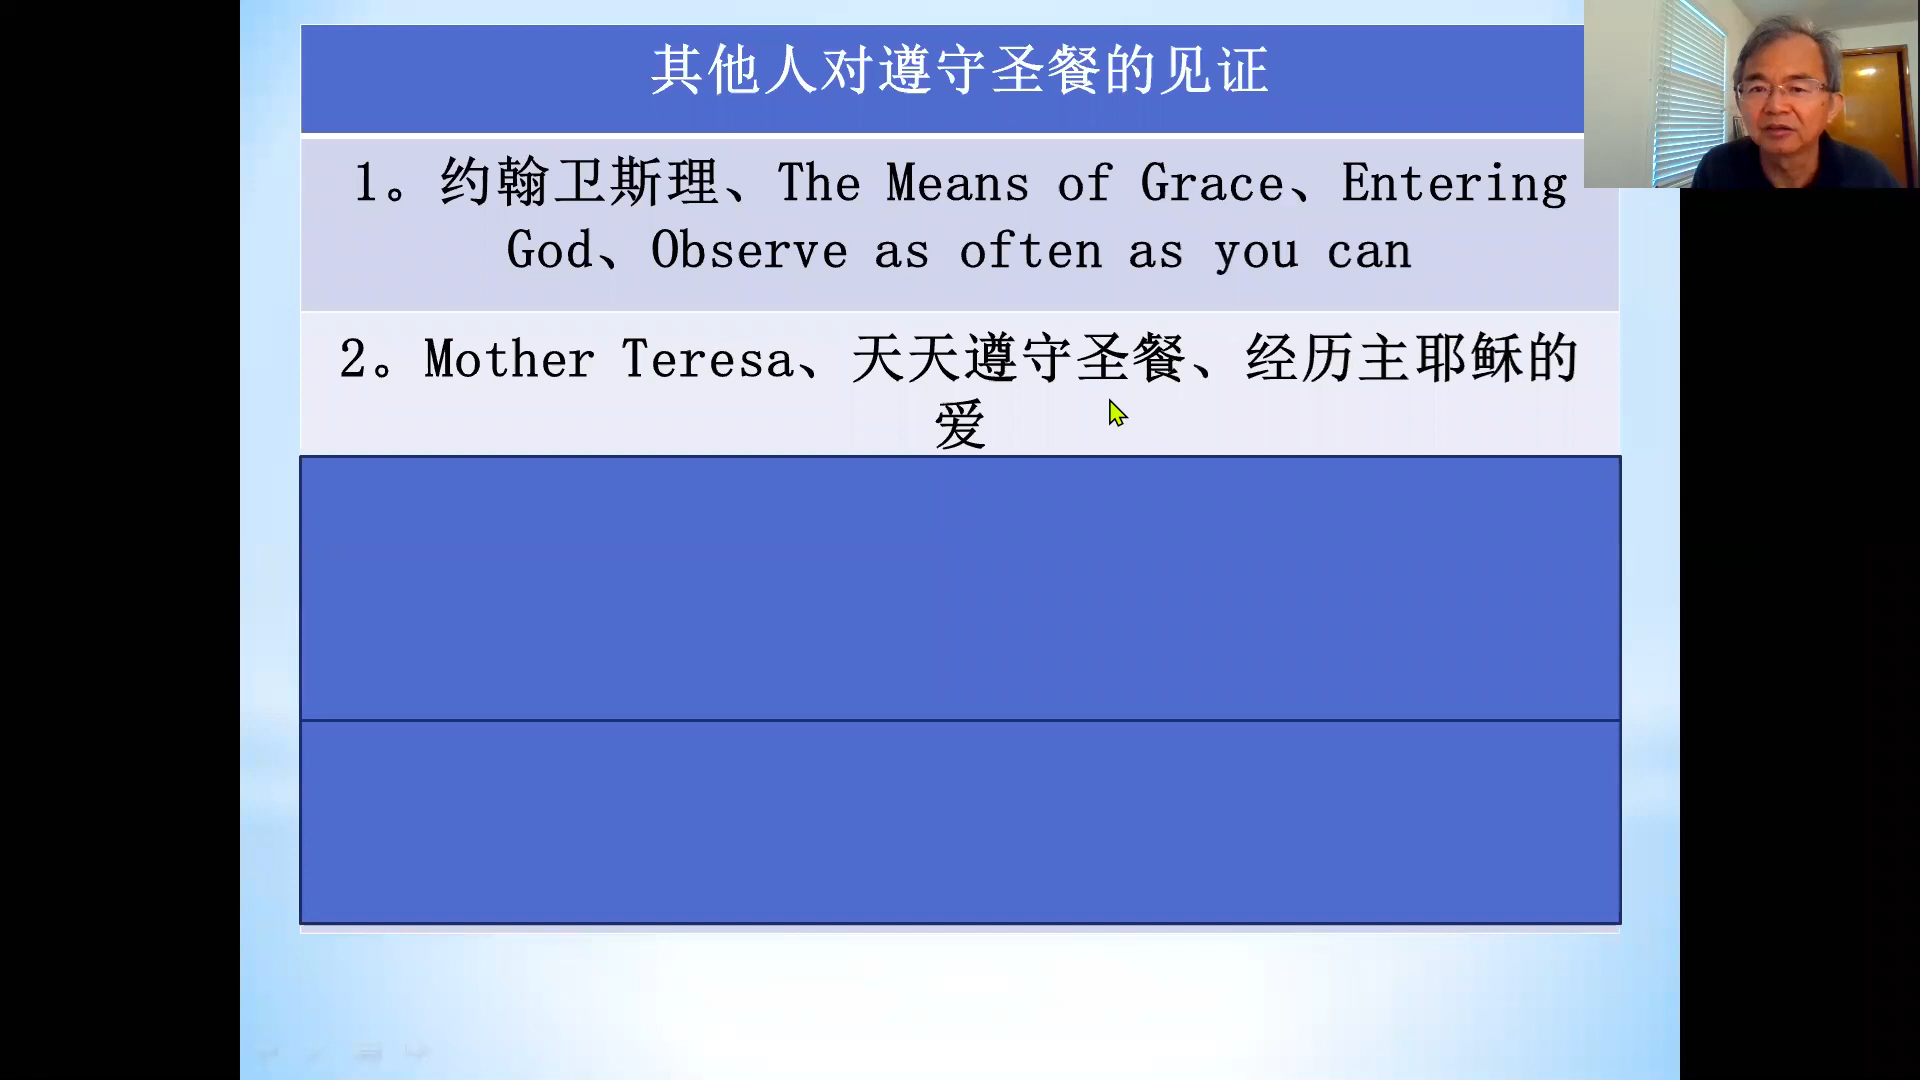 其他人对遵守圣餐的见证
1。约翰卫斯理、The Means of Grace、Entering
God、Observe as often as you can
2。Mother Teresa、天天遵守圣餐、经历主耶稣的
爱